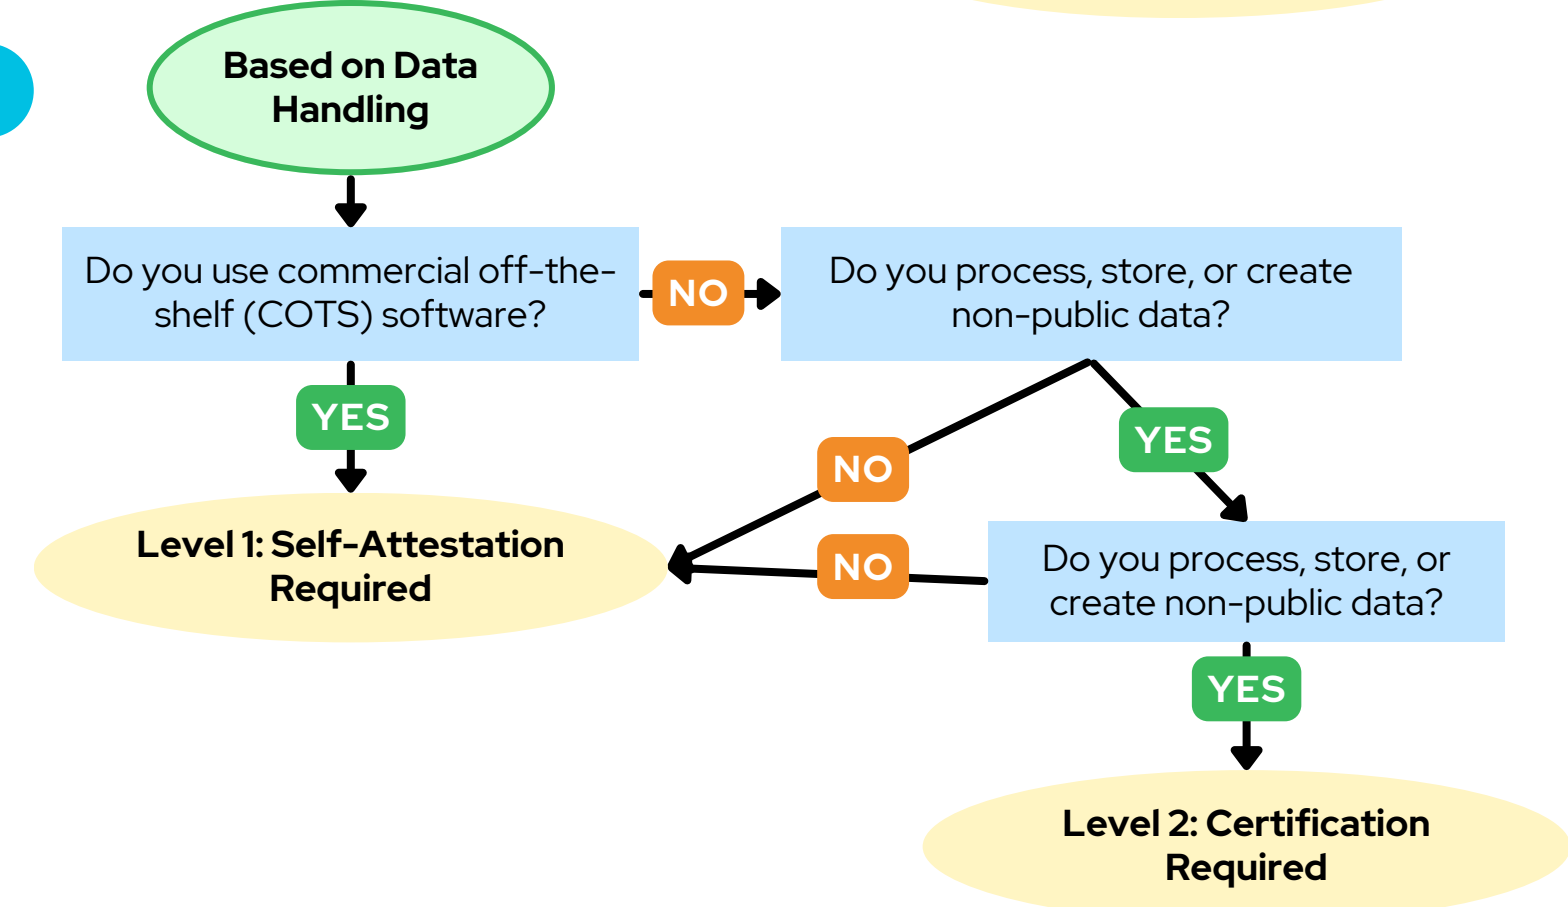 Based on Data
Handling
Do you use commercial off-the-
shelf (COTS) software?
NO
Do you process, store, or create
non-public data?
YES
NO
YES
Level 1: Self-Attestation
Required
NO
Do you process, store, or
create non-public data?
YES
Level 2: Certification
Required